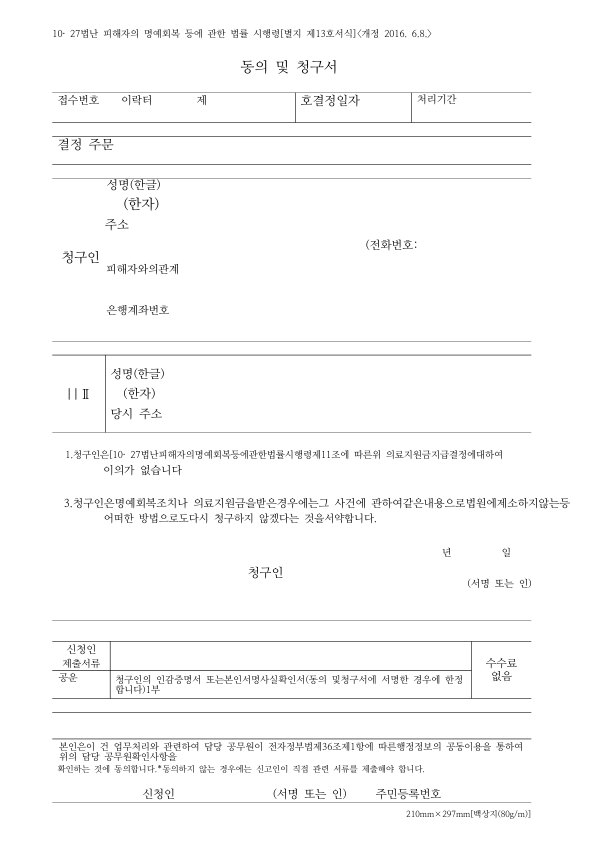 10- 27법난 피해자의 명예회복 등에 관한 법률 시행령[별지 제13호서식]<개정 2016. 6.8.>
동의 및 청구서
접수번호 이락터 제 호결정일자 처리기간
결정 주문
성명(한글)
(한자)
주소
(전화번호:
청구인
피해자와의관계
은행계좌번호
성명(한글)
||Ⅱ (한자)
당시 주소
1.청구인은[10- 27법난피해자의명예회복등에관한법률시행령제11조에 따른위 의료지원금지급결정에대하여
이의가 없습니다
3.청구인은명예회복조치나 의료지원금을받은경우에는그 사건에 관하여같은내용으로법원에제소하지않는등
어떠한 방법으로도다시 청구하지 않겠다는 것을서약합니다.
년 일
청구인
(서명 또는 인)
신청인
제출서류
수수료
없음
공운 청구인의 인감증명서 또는본인서명사실확인서(동의 및청구서에 서명한 경우에 한정
합니다)1부
본인은이 건 업무처리와 관련하여 담당 공무원이 전자정부법제36조제1항에 따른행정정보의 공동이용을 통하여
위의 담당 공무원확인사항을
확인하는 것에 동의합니다.*동의하지 않는 경우에는 신고인이 직접 관련 서류를 제출해야 합니다.
신청인 (서명 또는 인) 주민등록번호
210mm×297mm[백상지(80g/m)]